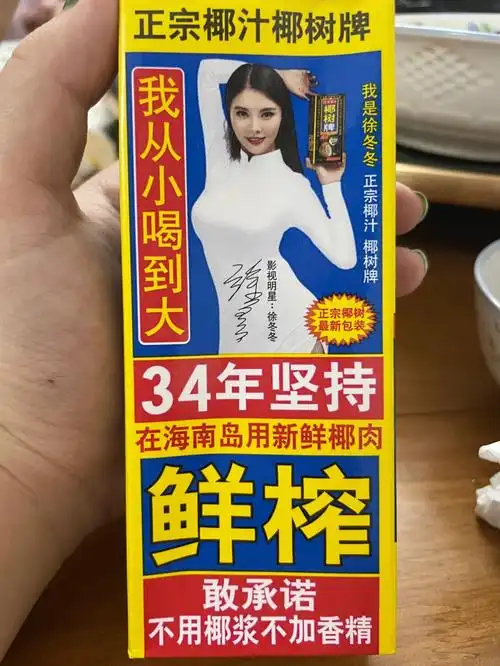 正宗椰汁椰树牌
我从小喝到大
椰树牌
我是徐冬冬 正宗椰汁 椰树牌
影视明星：徐冬冬
正宗椰树
最新包装
34年坚持
在海南岛用新鲜椰肉
鲜榨
敢承诺
不用椰浆不加香精